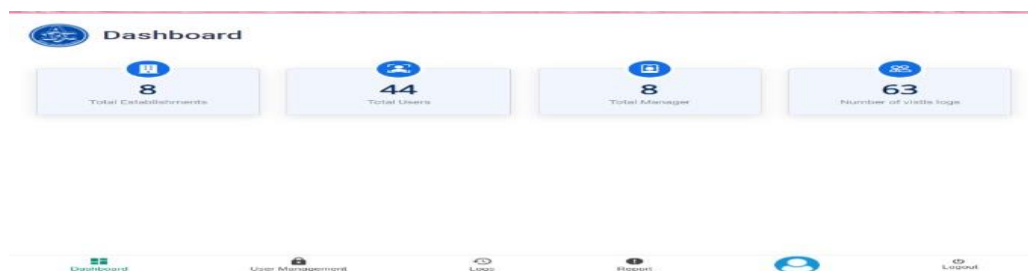 Dashboard
8
Total Establishments
44
Total Users
8
Total Manager
63
Number of visits logs
Dashboard
User Management
Logs
Report
Logout